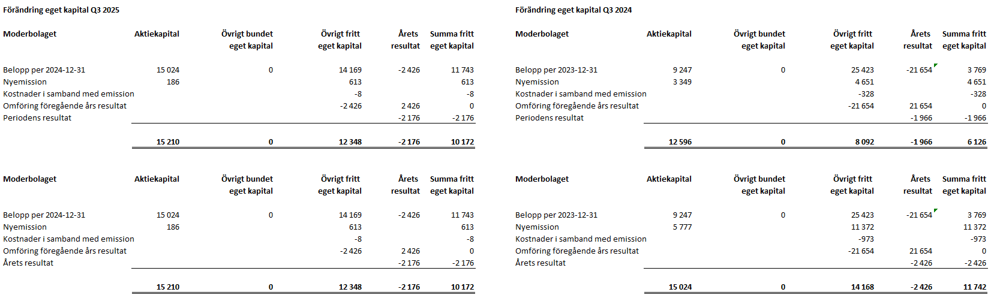 Förändring eget kapital Q3 2025
Moderbolaget Aktiekapital Övrigt bundet Övrigt fritt Årets Summa fritt
eget kapital eget kapital resultat eget kapital
Belopp per 2024-12-31 15 024 0 14 169 -2 426 11 743
Nyemission 186 613 613
Kostnader i samband med emission -8 -8
Omföring föregående års resultat -2 426 2 426 0
Periodens resultat -2 176 -2 176
15 210 0 12 348 -2 176 10 172
Moderbolaget Aktiekapital Övrigt bundet Övrigt fritt Årets Summa fritt
eget kapital eget kapital resultat eget kapital
Belopp per 2024-12-31 15 024 0 14 169 -2 426 11 743
Nyemission 186 613 613
Kostnader i samband med emission -8 -8
Omföring föregående års resultat -2 426 2 426 0
Årets resultat -2 176 -2 176
15 210 0 12 348 -2 176 10 172
Förändring eget kapital Q3 2024
Moderbolaget Aktiekapital Övrigt bundet Övrigt fritt Årets Summa fritt
eget kapital eget kapital resultat eget kapital
Belopp per 2023-12-31 9 247 0 25 423 -21 654 3 769
Nyemission 3 349 4 651 4 651
Kostnader i samband med emission -328 -328
Omföring föregående års resultat -21 654 21 654 0
Periodens resultat -1 966 -1 966
12 596 0 8 092 -1 966 6 126
Moderbolaget Aktiekapital Övrigt bundet Övrigt fritt Årets Summa fritt
eget kapital eget kapital resultat eget kapital
Belopp per 2023-12-31 9 247 0 25 423 -21 654 3 769
Nyemission 5 777 11 372 11 372
Kostnader i samband med emission -973 -973
Omföring föregående års resultat -21 654 21 654 0
Årets resultat -2 426 -2 426
15 024 0 14 168 -2 426 11 742